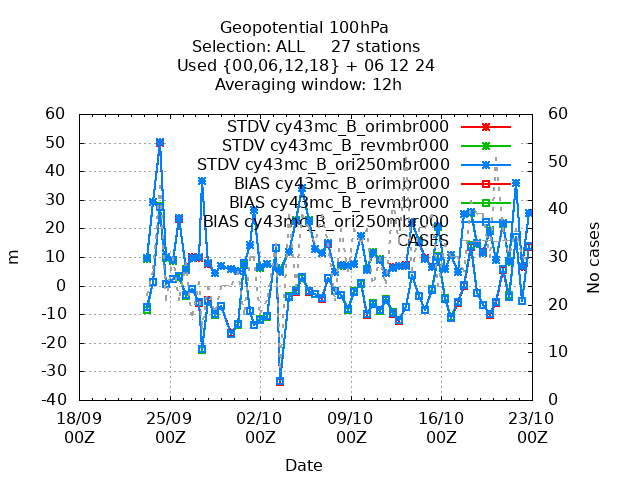 Geopotential 100hPa
Selection: ALL     27 stations
Used {00,06,12,18} + 06 12 24
Averaging window: 12h
60 60
STDV cy43mc_B_orimbr000
50 50
STDV cy43mc_B_revmbr000
STDV cy43mc_B_ori250mbr000
40
BIAS cy43mc_B_orimbr000
30 40
BIAS cy43mc_B_revmbr000
BIAS cy43mc_B_ori250mbr000
20
CASES
10 30
m
No cases
0
-10 20
-20
10
-30
-40 0
18/09 25/09 02/10 09/10 16/10 23/10
00Z 00Z 00Z 00Z 00Z 00Z
Date